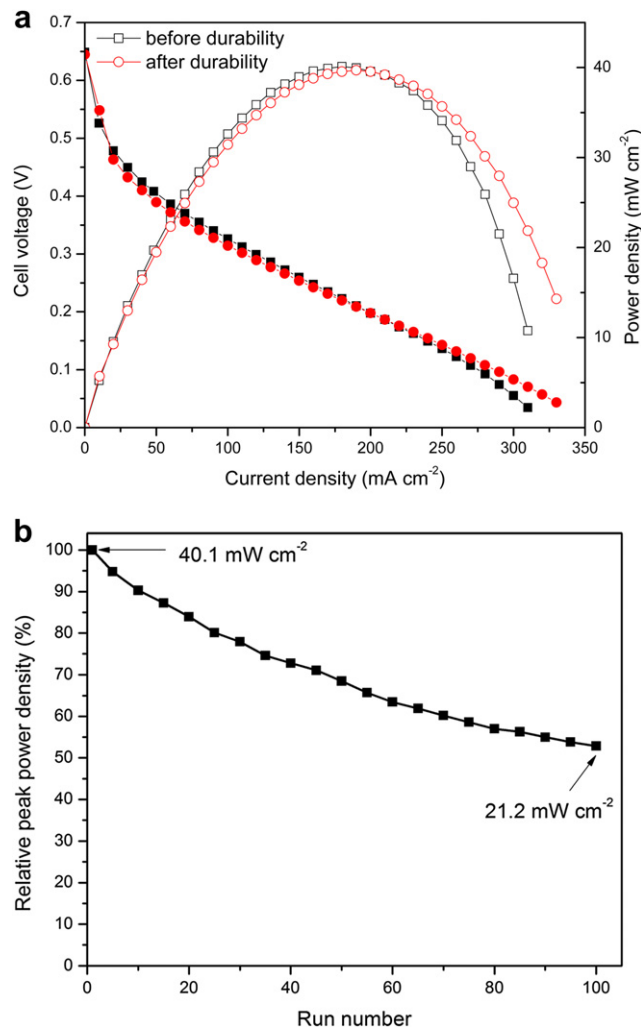 a
before durability
after durability
Cell voltage (V)
0.7
0.6
0.5
0.4
0.3
0.2
0.1
0.0
Power density (mW cm⁻²)
40
30
20
10
0
0 50 100 150 200 250 300 350
Current density (mA cm⁻²)
b
Relative peak power density (%)
100
90
80
70
60
50
40
30
20
10
0
40.1 mW cm⁻²
21.2 mW cm⁻²
0 20 40 60 80 100
Run number